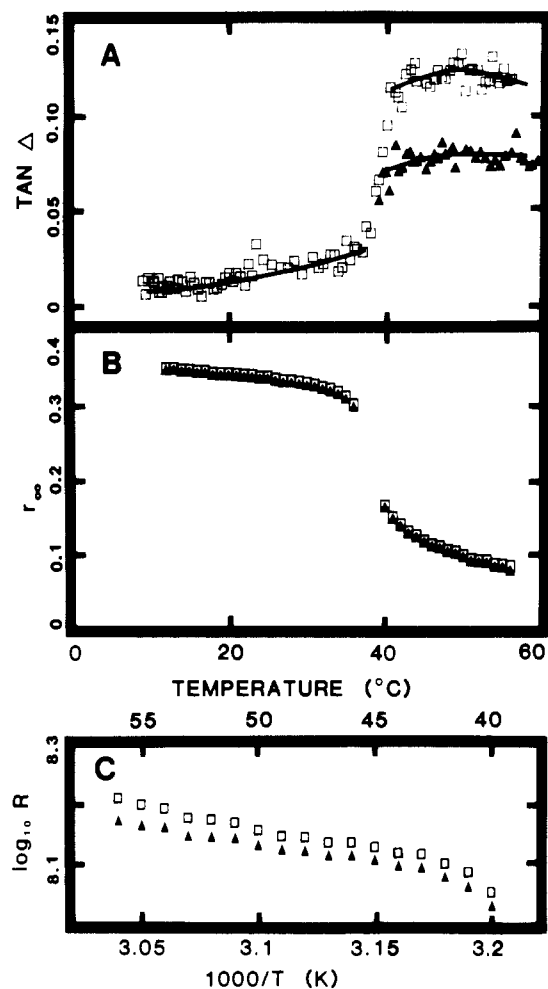 A
0.15
0.10
0.05
0
TAN △
B
0.4
0.3
0.2
0.1
0
r∞
0 20 40 60
TEMPERATURE (°C)
55 50 45 40
C
8.3
8.1
log₁₀ R
3.05 3.1 3.15 3.2
1000/T (K)